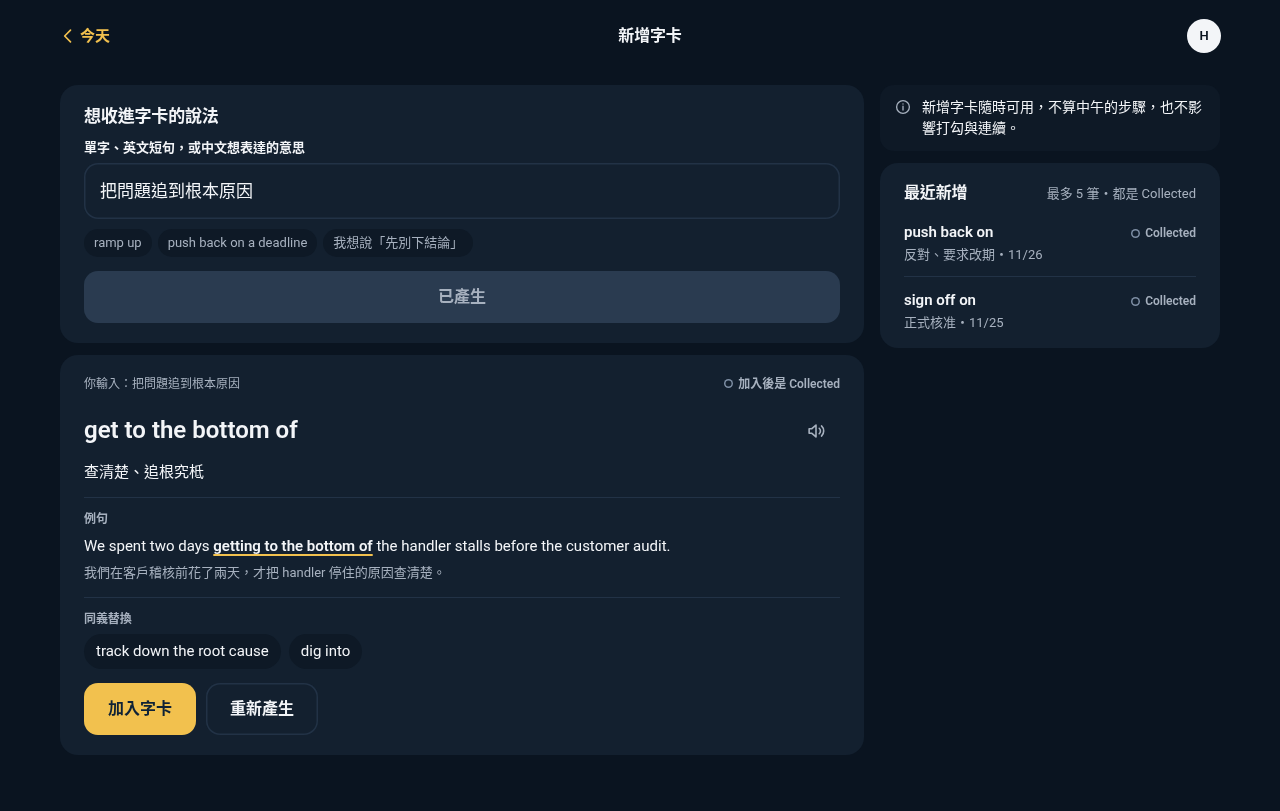 今天
新增字卡
H
想收進字卡的說法
單字、英文短句,或中文想表達的意思
把問題追到根本原因
ramp up
push back on a deadline
我想說「先別下結論」
已產生
你輸入:把問題追到根本原因
加入後是 Collected
get to the bottom of
查清楚、追根究柢
例句
We spent two days getting to the bottom of the handler stalls before the customer audit.
我們在客戶稽核前花了兩天,才把 handler 停住的原因查清楚。
同義替換
track down the root cause
dig into
加入字卡
重新產生
新增字卡隨時可用,不算中午的步驟,也不影
響打勾與連續。
最近新增
最多 5 筆・都是 Collected
push back on
Collected
反對、要求改期・11/26
sign off on
Collected
正式核准・11/25